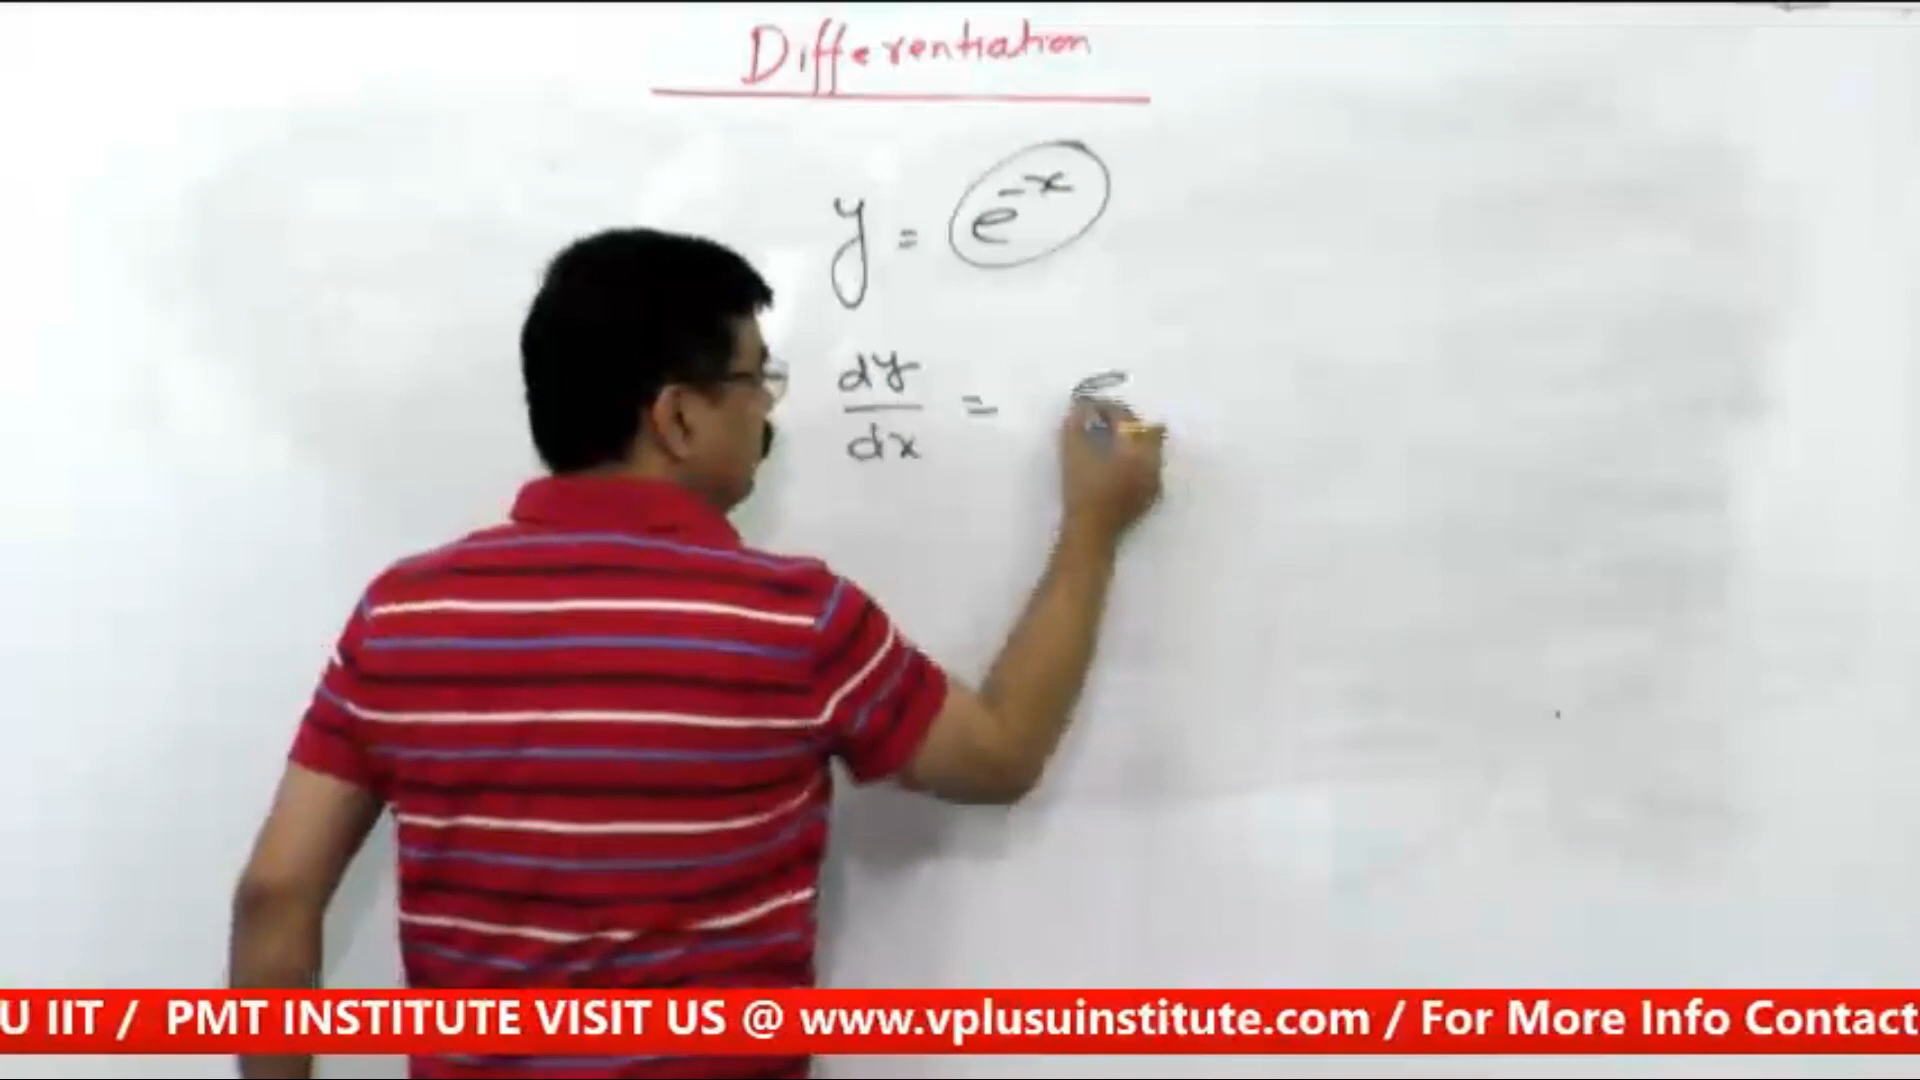 Differentiation
y = e^{-x}
dy/dx = e
U IIT / PMT INSTITUTE VISIT US @ www.vplusuinstitute.com / For More Info Contact